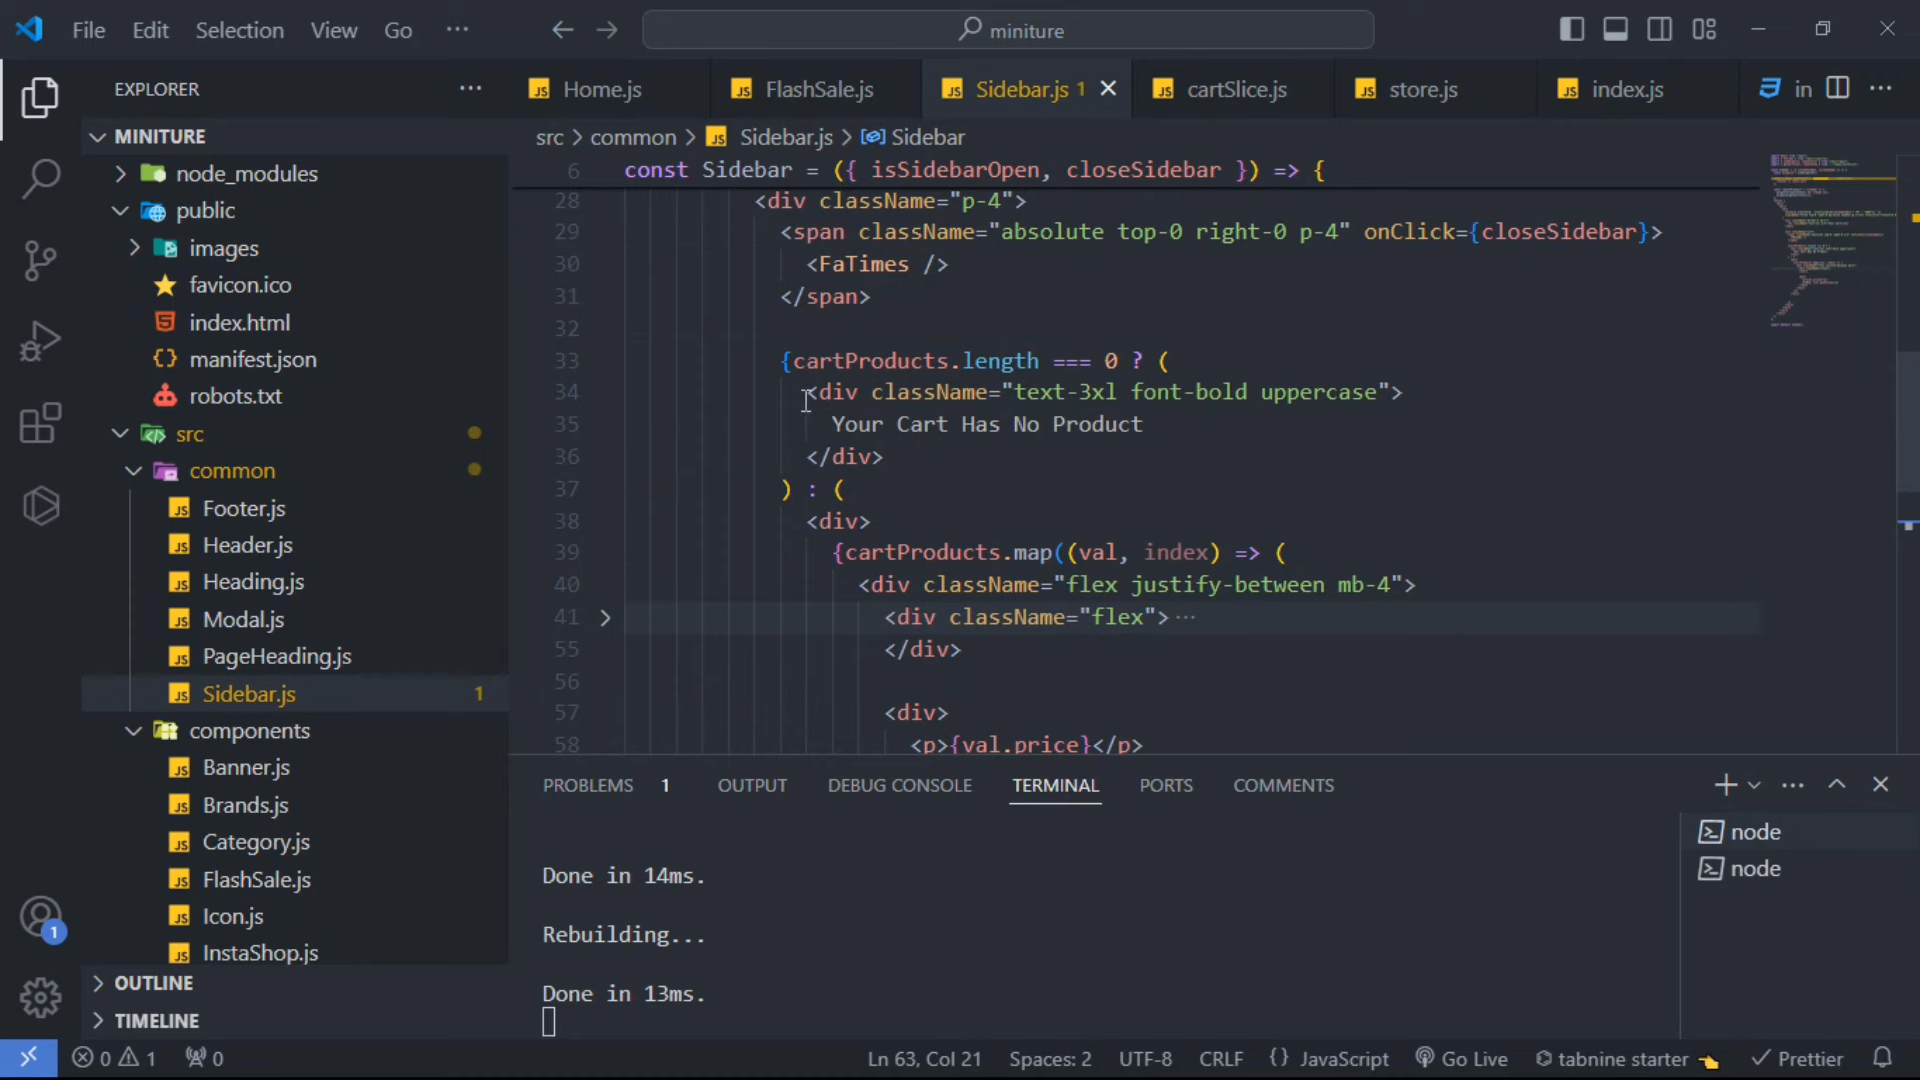 File Edit Selection View Go ···
miniture
EXPLORER ···
MINITURE
node_modules
public
images
favicon.ico
index.html
manifest.json
robots.txt
src
common
Footer.js
Header.js
Heading.js
Modal.js
PageHeading.js
Sidebar.js 1
components
Banner.js
Brands.js
Category.js
FlashSale.js
Icon.js
InstaShop.js
OUTLINE
TIMELINE
JS Home.js JS FlashSale.js JS Sidebar.js 1 JS cartSlice.js JS store.js JS index.js in ···
src > common > JS Sidebar.js > Sidebar
6 const Sidebar = ({ isSidebarOpen, closeSidebar }) => {
28 <div className="p-4">
29 <span className="absolute top-0 right-0 p-4" onClick={closeSidebar}>
30 <FaTimes />
31 </span>
32
33 {cartProducts.length === 0 ? (
34 <div className="text-3xl font-bold uppercase">
35 Your Cart Has No Product
36 </div>
37 ) : (
38 <div>
39 {cartProducts.map((val, index) => (
40 <div className="flex justify-between mb-4">
41 <div className="flex"> ···
55 </div>
56
57 <div>
58 <p>{val.price}</p>
PROBLEMS 1 OUTPUT DEBUG CONSOLE TERMINAL PORTS COMMENTS
Done in 14ms.
Rebuilding...
Done in 13ms.
node
node
1
0 1 0 Ln 63, Col 21 Spaces: 2 UTF-8 CRLF {} JavaScript Go Live tabnine starter Prettier